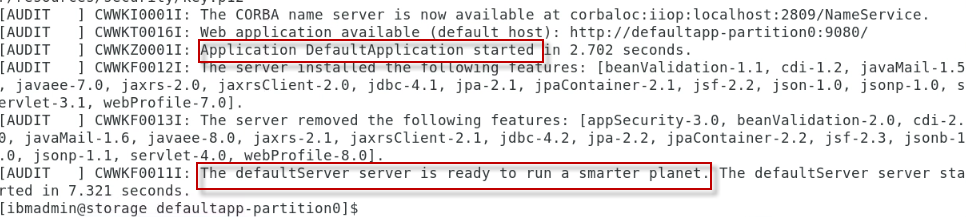 [AUDIT   ] CWWKI0001I: The CORBA name server is now available at corbaloc:iiop:localhost:2809/NameService.
[AUDIT   ] CWWKT0016I: Web application available (default_host): http://defaultapp-partition0:9080/
[AUDIT   ] CWWKZ0001I: Application DefaultApplication started in 2.702 seconds.
[AUDIT   ] CWWKF0012I: The server installed the following features: [beanValidation-1.1, cdi-1.2, javaMail-1.5
, javaee-7.0, jaxrs-2.0, jaxrsClient-2.0, jdbc-4.1, jpa-2.1, jpaContainer-2.1, jsf-2.2, json-1.0, jsonp-1.0, s
ervlet-3.1, webProfile-7.0].
[AUDIT   ] CWWKF0013I: The server removed the following features: [appSecurity-3.0, beanValidation-2.0, cdi-2.
0, javaMail-1.6, javaee-8.0, jaxrs-2.1, jaxrsClient-2.1, jdbc-4.2, jpa-2.2, jpaContainer-2.2, jsf-2.3, jsonb-1
.0, jsonp-1.1, servlet-4.0, webProfile-8.0].
[AUDIT   ] CWWKF0011I: The defaultServer server is ready to run a smarter planet. The defaultServer server sta
rted in 7.321 seconds.
[ibmadmin@storage defaultapp-partition0]$